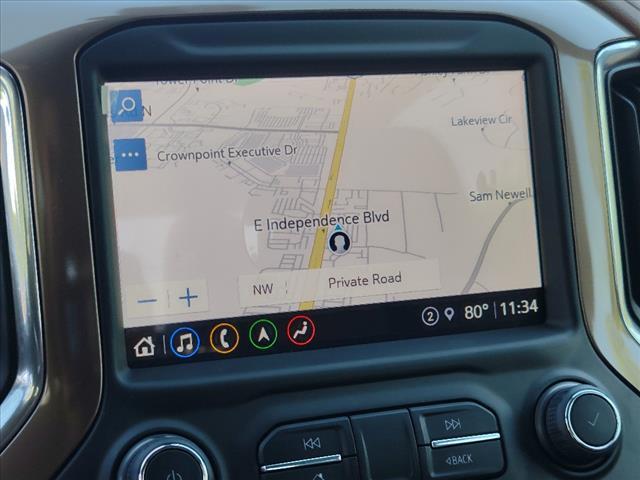 Lakeview Cir
Crownpoint Executive Dr
Sam Newell
E Independence Blvd
NW
Private Road
2
80°
11:34
BACK